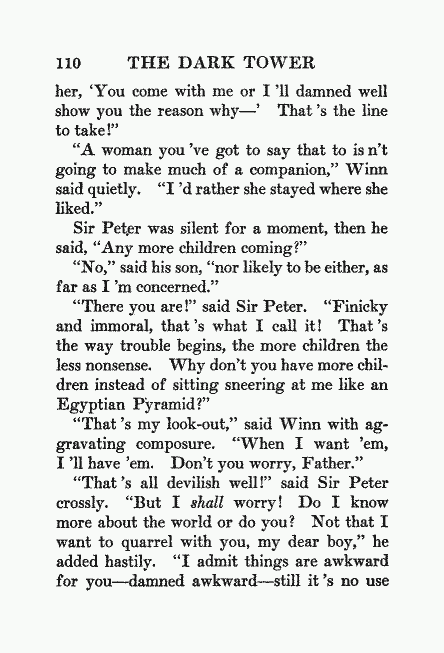 110 THE DARK TOWER
her, ‘You come with me or I ’ll damned well
show you the reason why—’ That ’s the line
to take!”
“A woman you ’ve got to say that to is n’t
going to make much of a companion,” Winn
said quietly. “I ’d rather she stayed where she
liked.”
Sir Peter was silent for a moment, then he
said, “Any more children coming?”
“No,” said his son, “nor likely to be either, as
far as I ’m concerned.”
“There you are!” said Sir Peter. “Finicky
and immoral, that ’s what I call it! That ’s
the way trouble begins, the more children the
less nonsense. Why don’t you have more chil-
dren instead of sitting sneering at me like an
Egyptian Pyramid?”
“That ’s my look-out,” said Winn with ag-
gravating composure. “When I want ’em,
I ’ll have ’em. Don’t you worry, Father.”
“That ’s all devilish well!” said Sir Peter
crossly. “But I shall worry! Do I know
more about the world or do you? Not that I
want to quarrel with you, my dear boy,” he
added hastily. “I admit things are awkward
for you—damned awkward—still it ’s no use